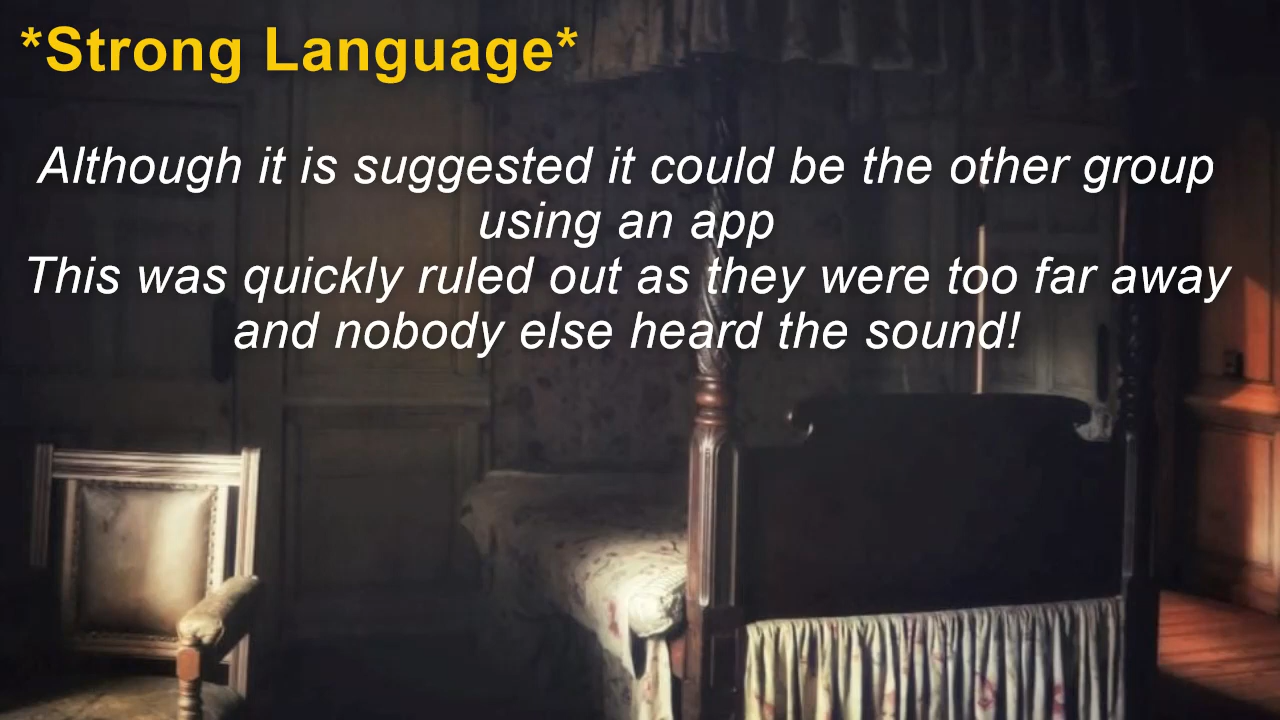 *Strong Language*
Although it is suggested it could be the other group
using an app
This was quickly ruled out as they were too far away
and nobody else heard the sound!